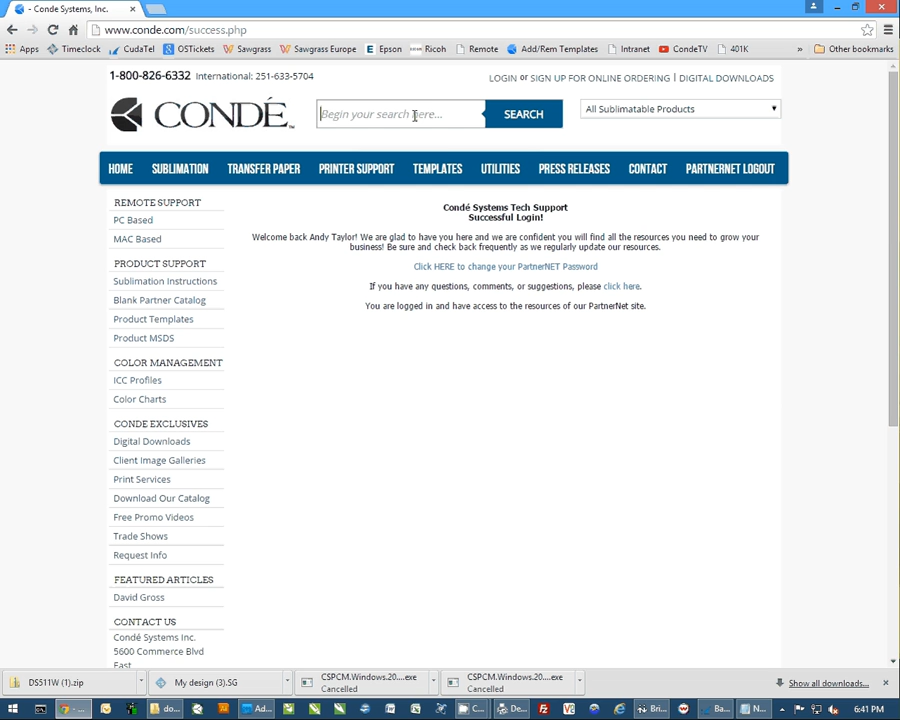 - Conde Systems, Inc.
www.conde.com/success.php
Apps Timeclock CudaTel OSTickets Sawgrass Sawgrass Europe Epson Ricoh Remote Add/Rem Templates Intranet CondeTV 401K » Other bookmarks
1-800-826-6332 International: 251-633-5704
LOGIN or SIGN UP FOR ONLINE ORDERING | DIGITAL DOWNLOADS
CONDÉ
Begin your search here...
SEARCH
All Sublimatable Products
HOME SUBLIMATION TRANSFER PAPER PRINTER SUPPORT TEMPLATES UTILITIES PRESS RELEASES CONTACT PARTNERNET LOGOUT
REMOTE SUPPORT
PC Based
MAC Based
PRODUCT SUPPORT
Sublimation Instructions
Blank Partner Catalog
Product Templates
Product MSDS
COLOR MANAGEMENT
ICC Profiles
Color Charts
CONDE EXCLUSIVES
Digital Downloads
Client Image Galleries
Print Services
Download Our Catalog
Free Promo Videos
Trade Shows
Request Info
FEATURED ARTICLES
David Gross
CONTACT US
Condé Systems Inc.
5600 Commerce Blvd
East
Condé Systems Tech Support
Successful Login!
Welcome back Andy Taylor! We are glad to have you here and we are confident you will find all the resources you need to grow your
business! Be sure and check back frequently as we regularly update our resources.
Click HERE to change your PartnerNET Password
If you have any questions, comments, or suggestions, please click here.
You are logged in and have access to the resources of our PartnerNet site.
DS511W (1).zip
My design (3).SG
CSPCM.Windows.20....exe
Cancelled
CSPCM.Windows.20....exe
Cancelled
Show all downloads...
- ... do... Ad... C... De... Bri... Ba... N... 6:41 PM